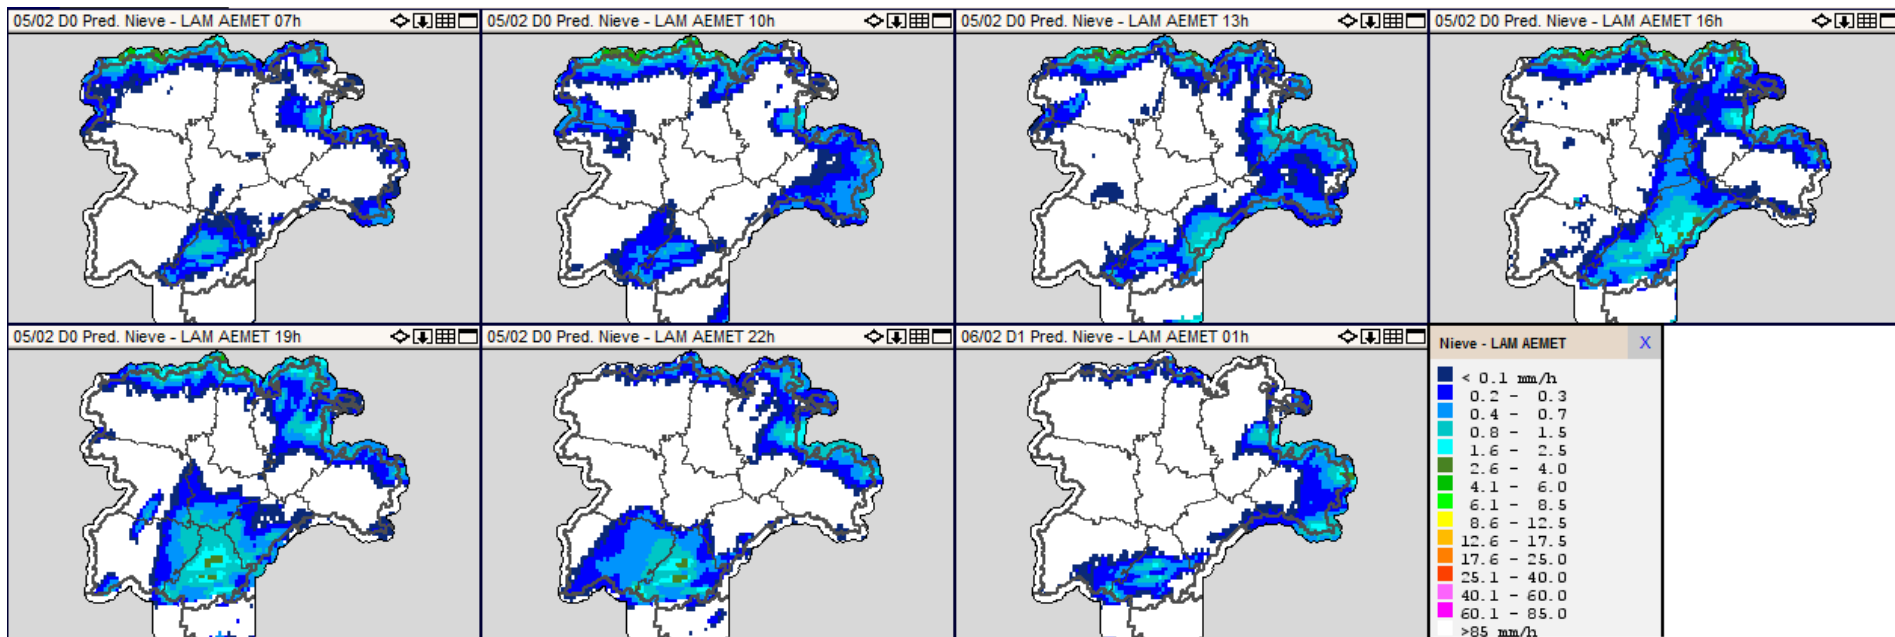 05/02 D0 Pred. Nieve - LAM AEMET 07h
05/02 D0 Pred. Nieve - LAM AEMET 10h
05/02 D0 Pred. Nieve - LAM AEMET 13h
05/02 D0 Pred. Nieve - LAM AEMET 16h
05/02 D0 Pred. Nieve - LAM AEMET 19h
05/02 D0 Pred. Nieve - LAM AEMET 22h
06/02 D1 Pred. Nieve - LAM AEMET 01h
Nieve - LAM AEMET X
< 0.1 mm/h
0.2 - 0.3
0.4 - 0.7
0.8 - 1.5
1.6 - 2.5
2.6 - 4.0
4.1 - 6.0
6.1 - 8.5
8.6 - 12.5
12.6 - 17.5
17.6 - 25.0
25.1 - 40.0
40.1 - 60.0
60.1 - 85.0
>85 mm/h